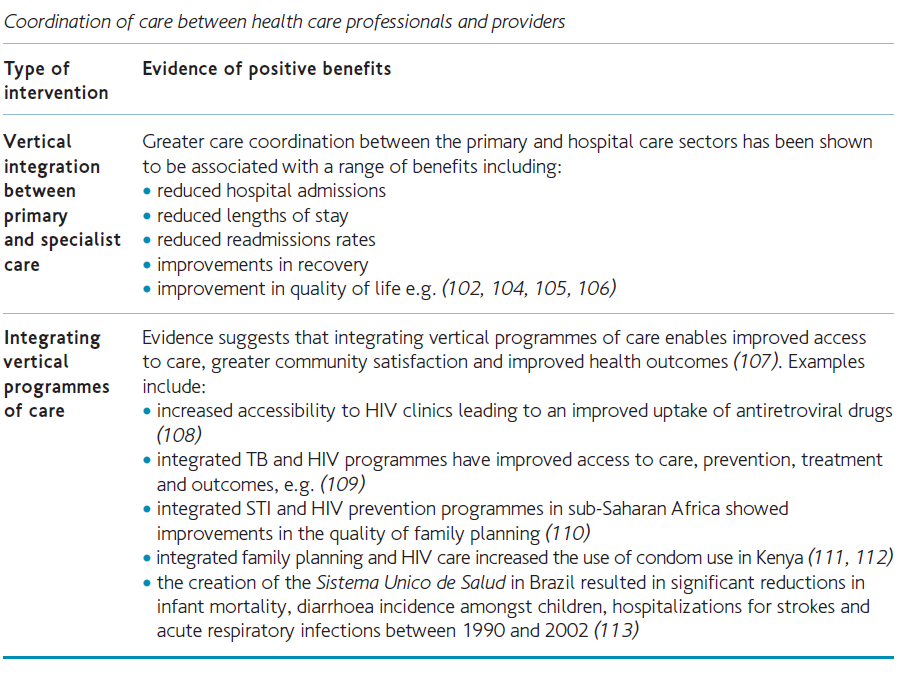 Coordination of care between health care professionals and providers
Type of
intervention
Evidence of positive benefits
Vertical
integration
between
primary
and specialist
care
Greater care coordination between the primary and hospital care sectors has been shown
to be associated with a range of benefits including:
• reduced hospital admissions
• reduced lengths of stay
• reduced readmissions rates
• improvements in recovery
• improvement in quality of life e.g. (102, 104, 105, 106)
Integrating
vertical
programmes
of care
Evidence suggests that integrating vertical programmes of care enables improved access
to care, greater community satisfaction and improved health outcomes (107). Examples
include:
• increased accessibility to HIV clinics leading to an improved uptake of antiretroviral drugs
(108)
• integrated TB and HIV programmes have improved access to care, prevention, treatment
and outcomes, e.g. (109)
• integrated STI and HIV prevention programmes in sub-Saharan Africa showed
improvements in the quality of family planning (110)
• integrated family planning and HIV care increased the use of condom use in Kenya (111, 112)
• the creation of the Sistema Unico de Salud in Brazil resulted in significant reductions in
infant mortality, diarrhoea incidence amongst children, hospitalizations for strokes and
acute respiratory infections between 1990 and 2002 (113)